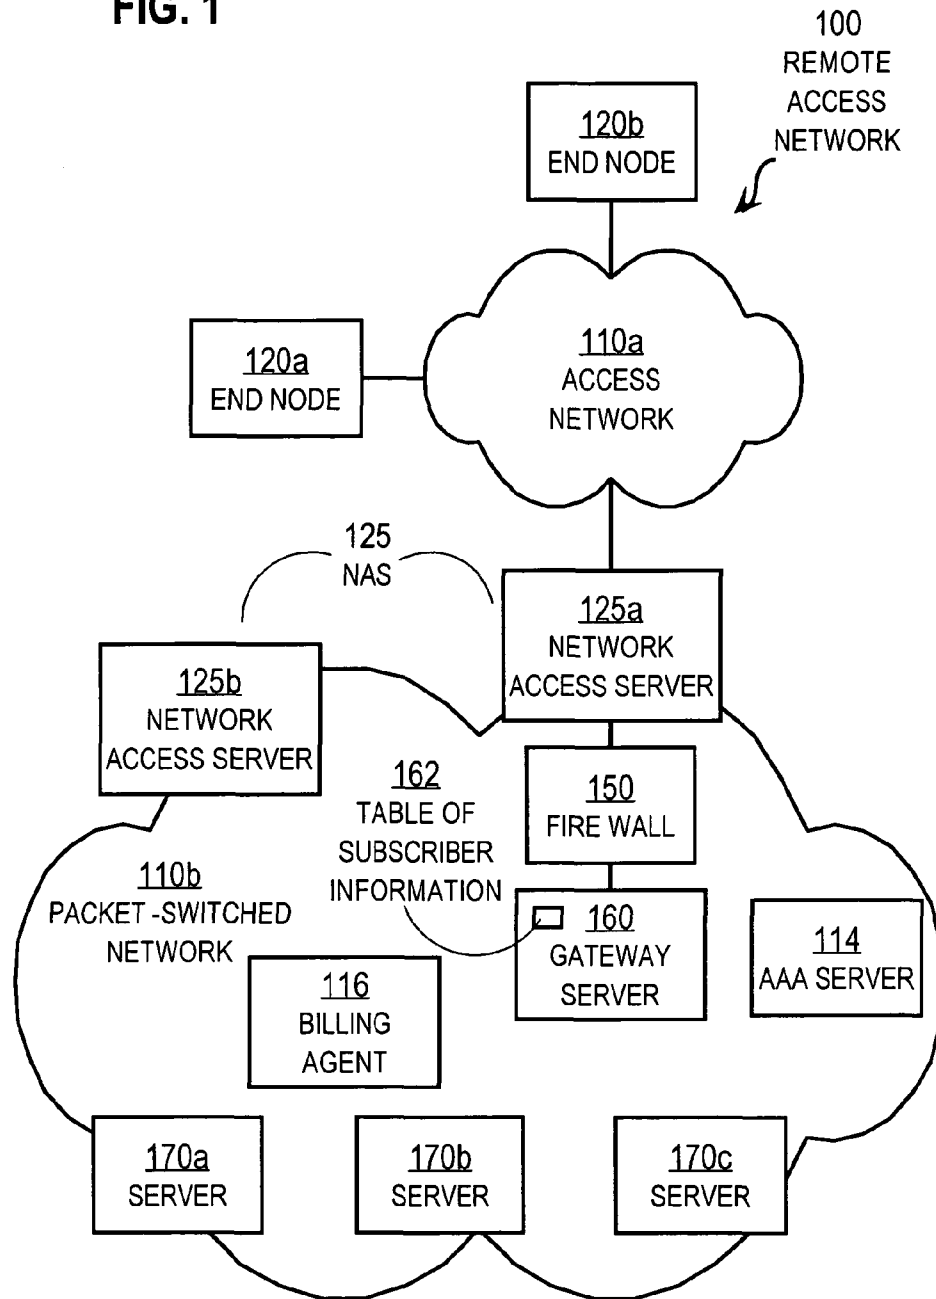 FIG. 1
100
REMOTE
ACCESS
NETWORK
120b
END NODE
120a
END NODE
110a
ACCESS
NETWORK
125
NAS
125a
NETWORK
ACCESS SERVER
125b
NETWORK
ACCESS SERVER
162
TABLE OF
SUBSCRIBER
INFORMATION
150
FIRE WALL
110b
PACKET-SWITCHED
NETWORK
160
GATEWAY
SERVER
114
AAA SERVER
116
BILLING
AGENT
170a
SERVER
170b
SERVER
170c
SERVER